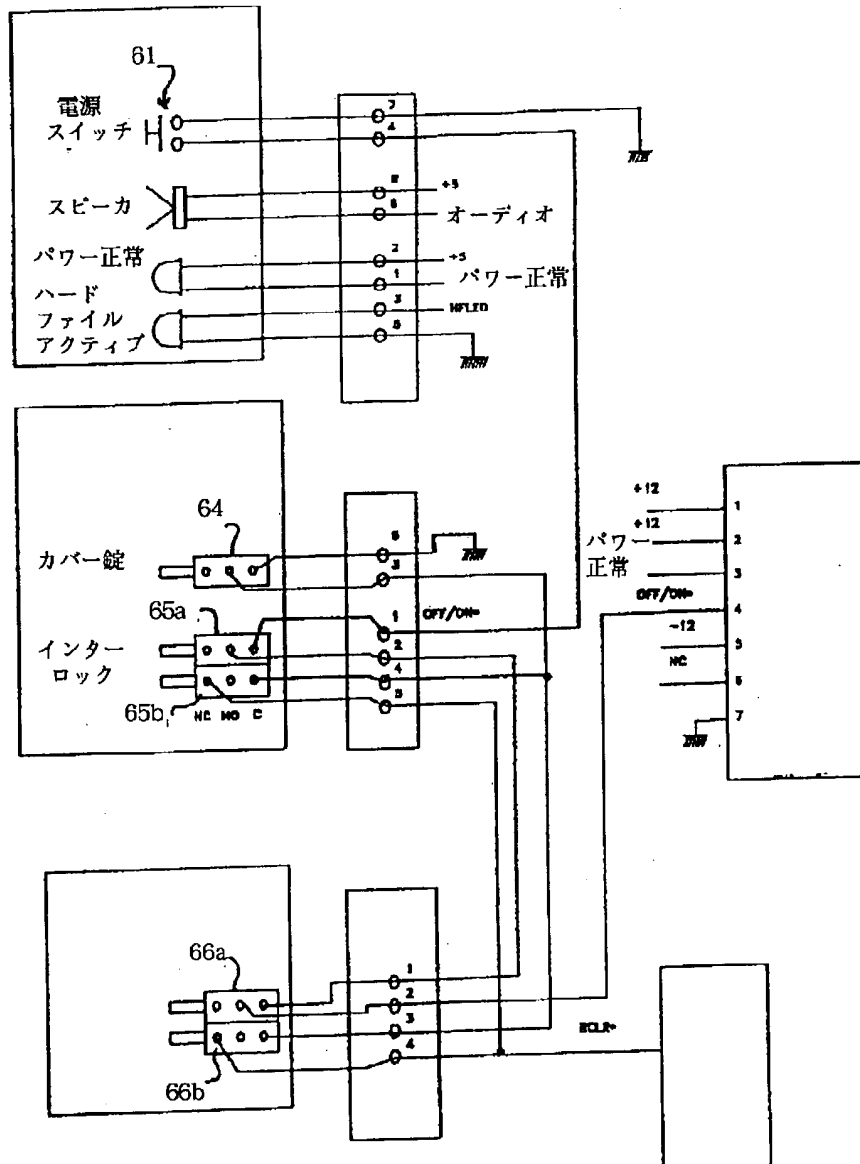 61
電源
スイッチ
7
4
+5
スピーカ
オーディオ
パワー正常
2
+5
1
パワー正常
ハード
ファイル
アクティブ
3
64
カバー錠
3
65a
1
OFF/ON*
インター
ロック
2
4
65b
NC NO C
+12
1
+12
パワー
正常
2
3
OFF/ON*
4
-12
NC
7
66a
1
2
3
4
66b